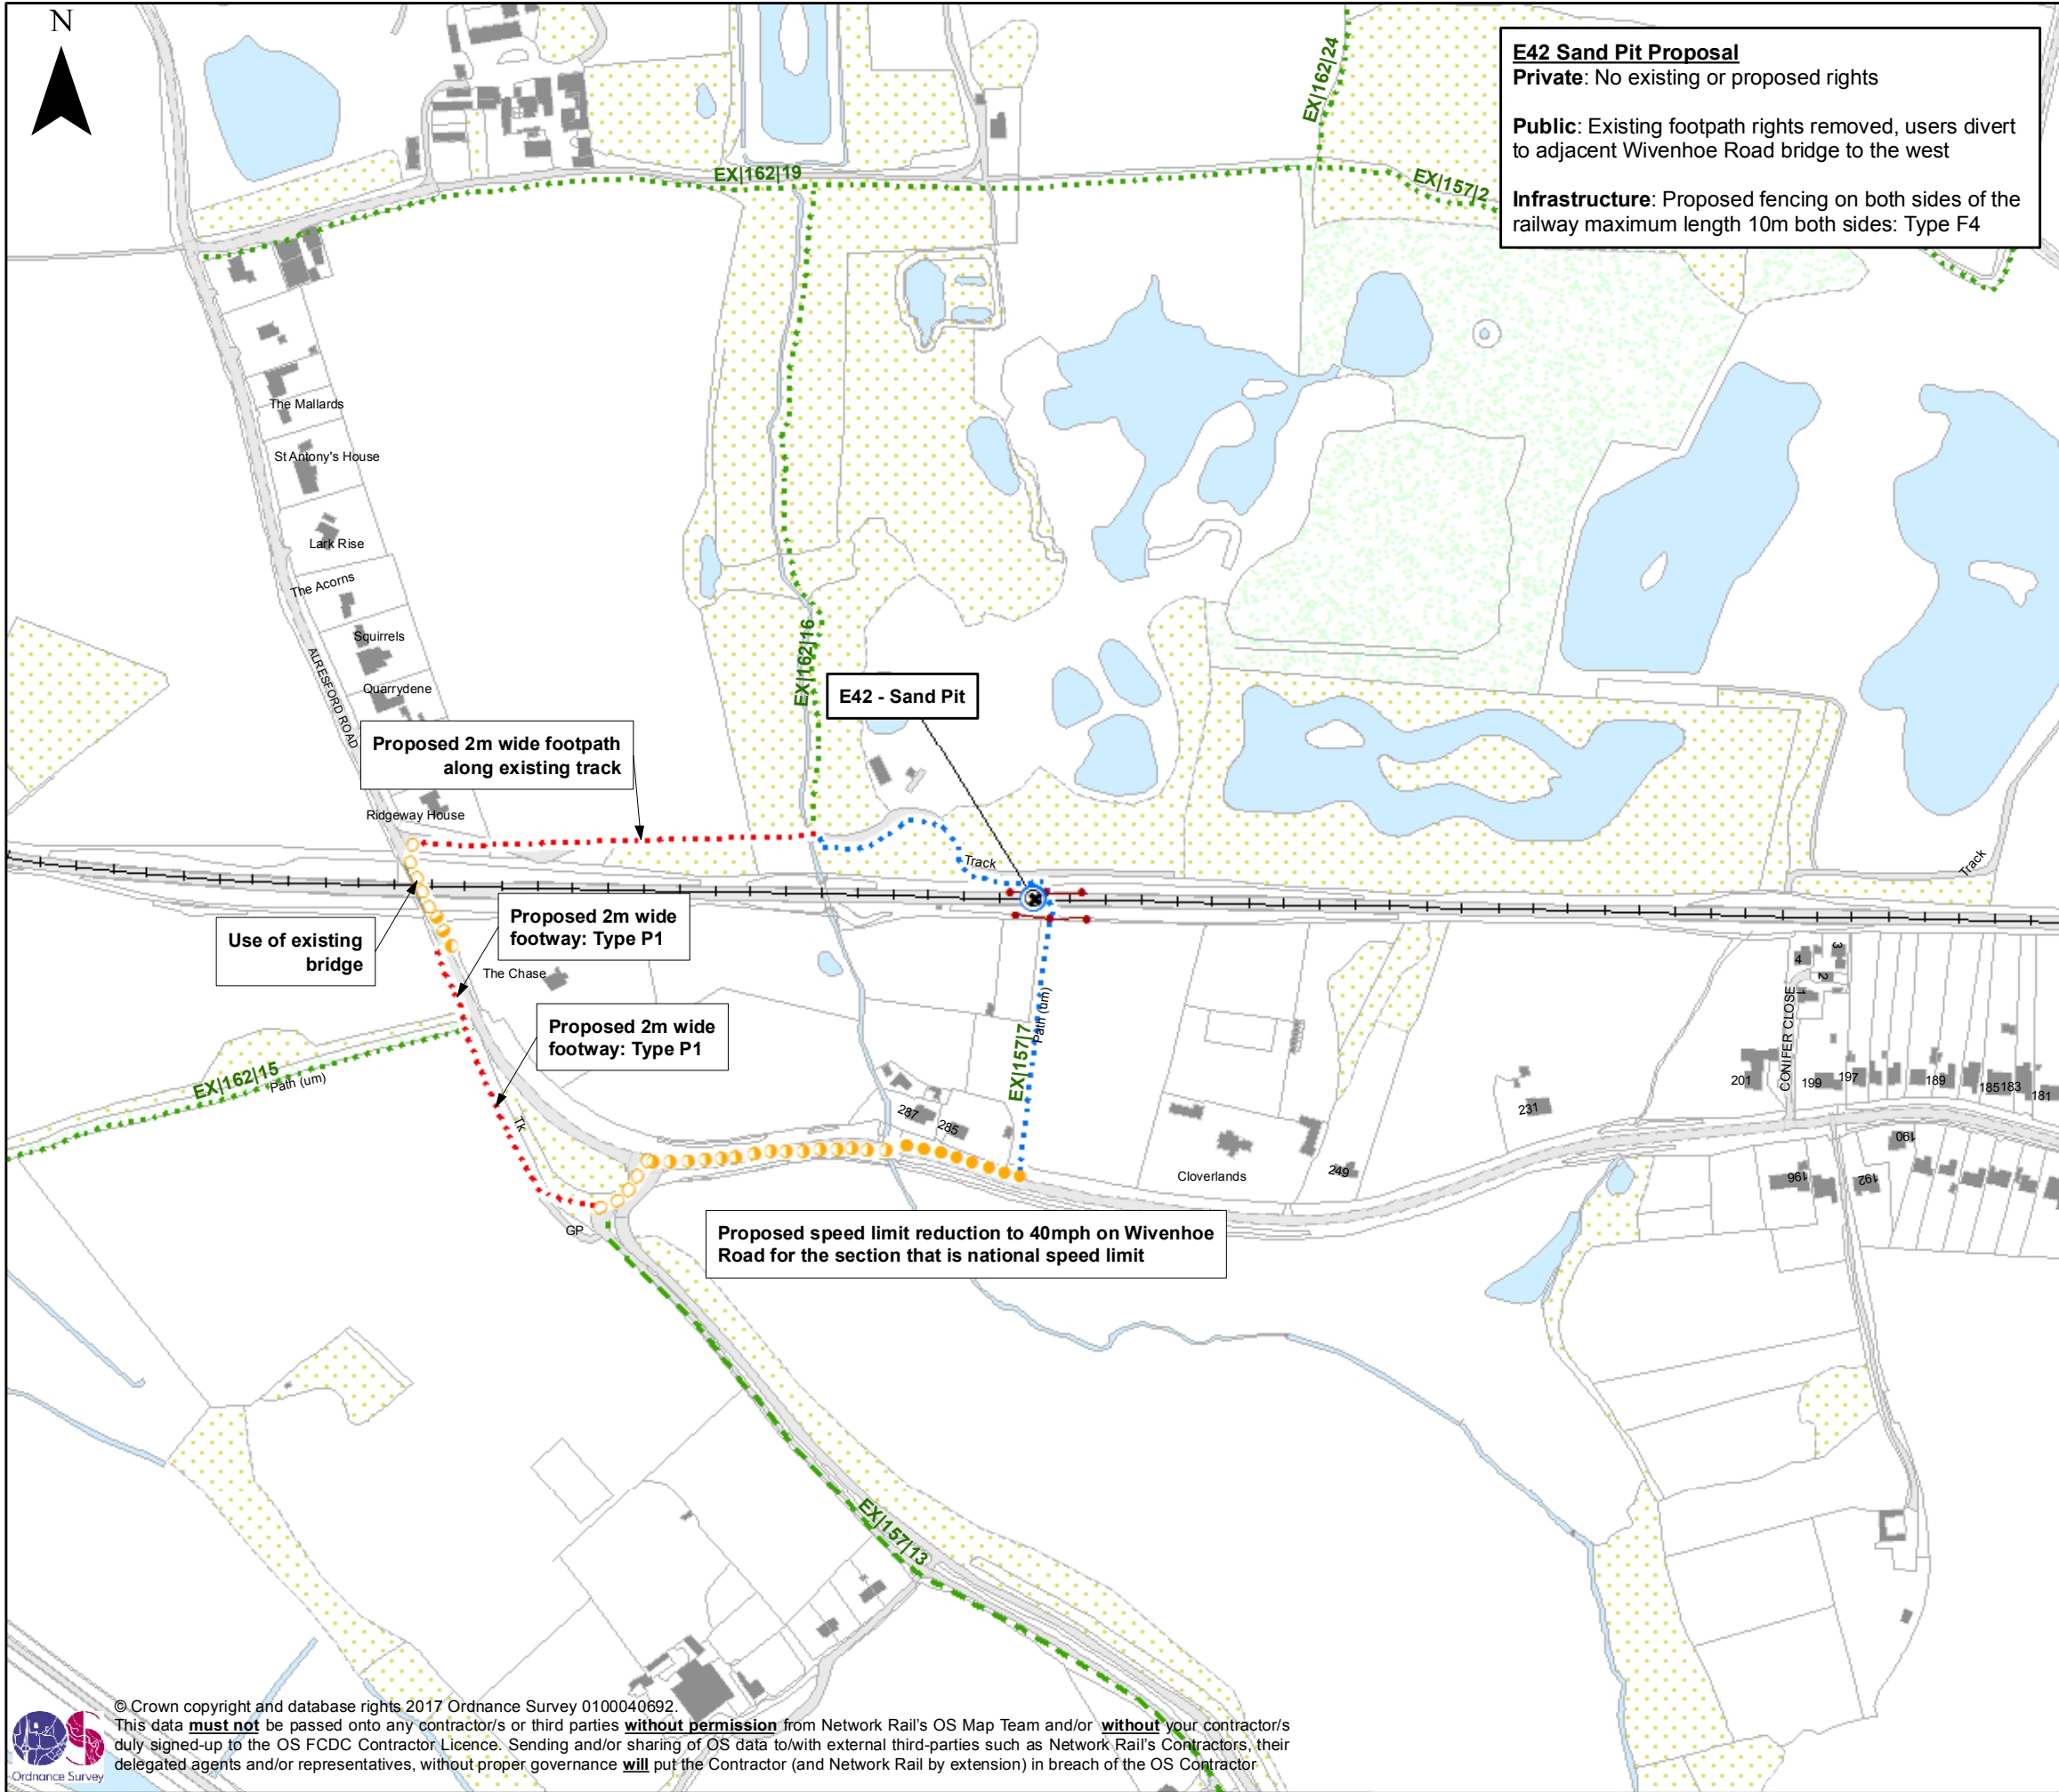 N
E42 Sand Pit Proposal
Private: No existing or proposed rights
Public: Existing footpath rights removed, users divert
to adjacent Wivenhoe Road bridge to the west
Infrastructure: Proposed fencing on both sides of the
railway maximum length 10m both sides: Type F4
EX|162|24
EX|162|19
EX|157|2
The Mallards
St Antony's House
Lark Rise
The Acorns
Squirrels
Quarrydene
ALRESFORD ROAD
EX|162|16
E42 - Sand Pit
Proposed 2m wide footpath
along existing track
Ridgeway House
Track
Track
Use of existing
bridge
Proposed 2m wide
footway: Type P1
The Chase
Proposed 2m wide
footway: Type P1
EX|162|15
Path (um)
Tk
EX|157|7
Path (um)
287
285
Cloverlands
249
231
CONIFER CLOSE
4
3
2
1
201
199
197
189
185
183
181
190
196
192
GP
Proposed speed limit reduction to 40mph on Wivenhoe
Road for the section that is national speed limit
EX|157|13
© Crown copyright and database rights 2017 Ordnance Survey 0100040692.
This data must not be passed onto any contractor/s or third parties without permission from Network Rail's OS Map Team and/or without your contractor/s
duly signed-up to the OS FCDC Contractor Licence. Sending and/or sharing of OS data to/with external third-parties such as Network Rail's Contractors, their
delegated agents and/or representatives, without proper governance will put the Contractor (and Network Rail by extension) in breach of the OS Contractor
Ordnance Survey